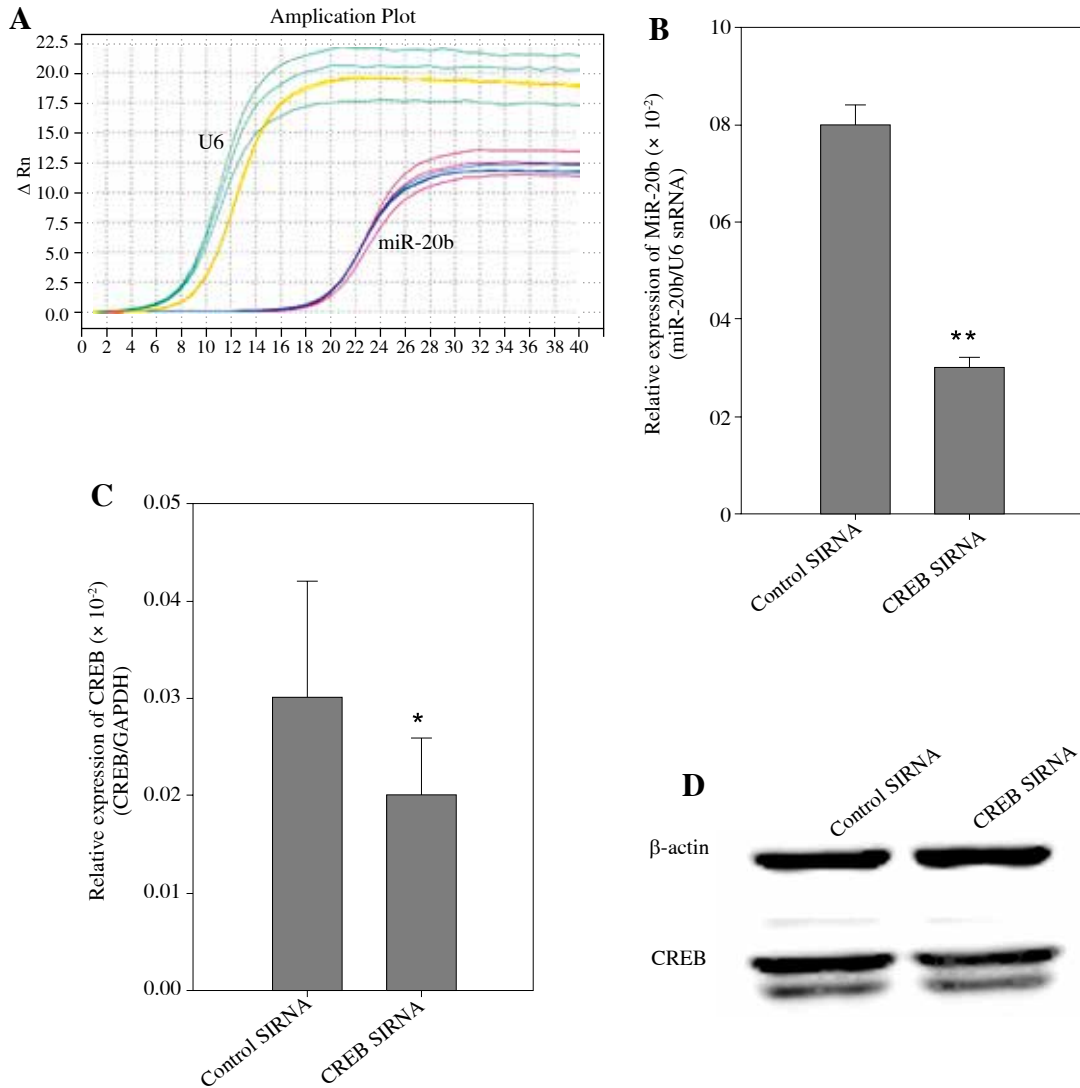 A
Amplication Plot
22.5
20.0
17.5
15.0
12.5
10.0
7.5
5.0
2.5
0.0
Δ Rn
U6
miR-20b
0 2 4 6 8 10 12 14 16 18 20 22 24 26 28 30 32 34 36 38 40
B
10
08
06
04
02
0
Relative expression of MiR-20b (× 10-2)
(miR-20b/U6 snRNA)
**
Control SIRNA
CREB SIRNA
C
0.05
0.04
0.03
0.02
0.01
0.00
Relative expression of CREB (× 10-2)
(CREB/GAPDH)
*
Control SIRNA
CREB SIRNA
D
Control SIRNA
CREB SIRNA
β-actin
CREB